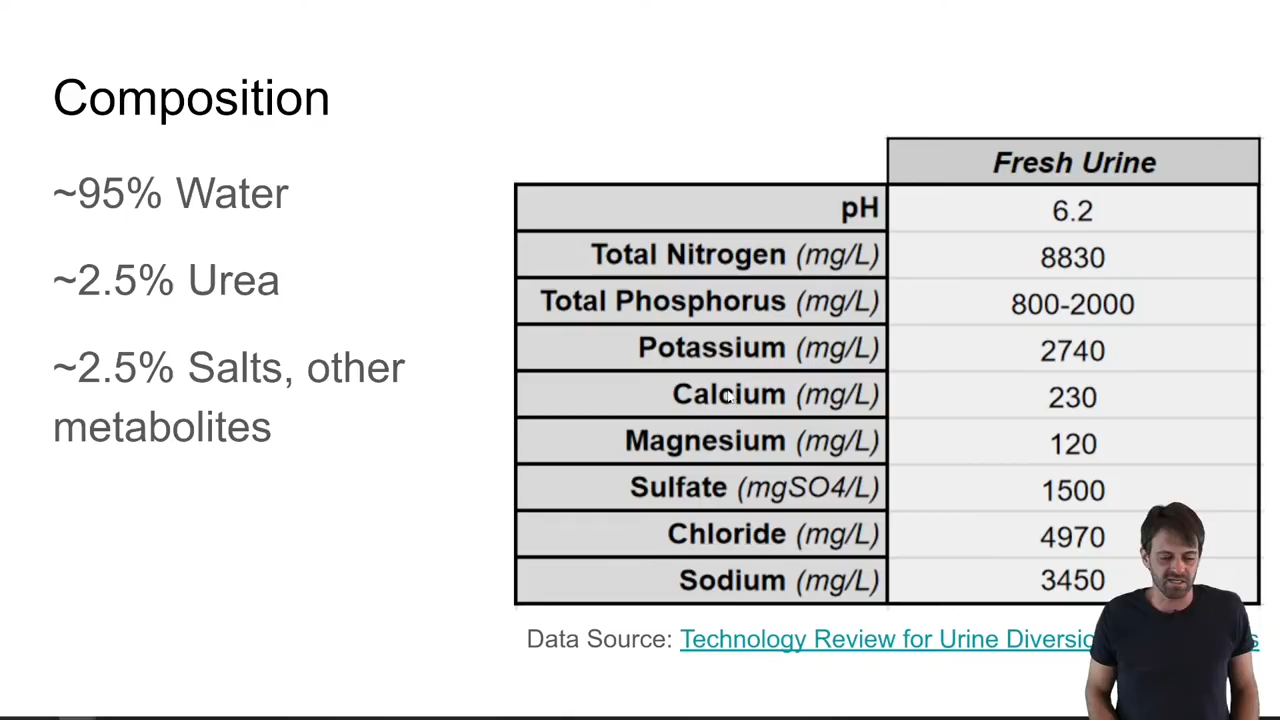 Composition
~95% Water
~2.5% Urea
~2.5% Salts, other
metabolites
Fresh Urine
pH 6.2
Total Nitrogen (mg/L) 8830
Total Phosphorus (mg/L) 800-2000
Potassium (mg/L) 2740
Calcium (mg/L) 230
Magnesium (mg/L) 120
Sulfate (mgSO4/L) 1500
Chloride (mg/L) 4970
Sodium (mg/L) 3450
Data Source: Technology Review for Urine